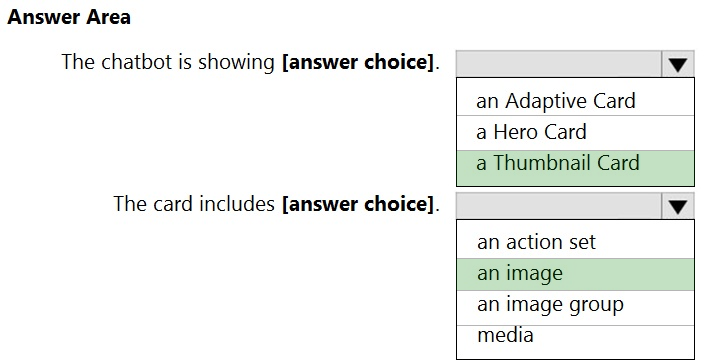 Answer Area
The chatbot is showing [answer choice].
an Adaptive Card
a Hero Card
a Thumbnail Card
The card includes [answer choice].
an action set
an image
an image group
media